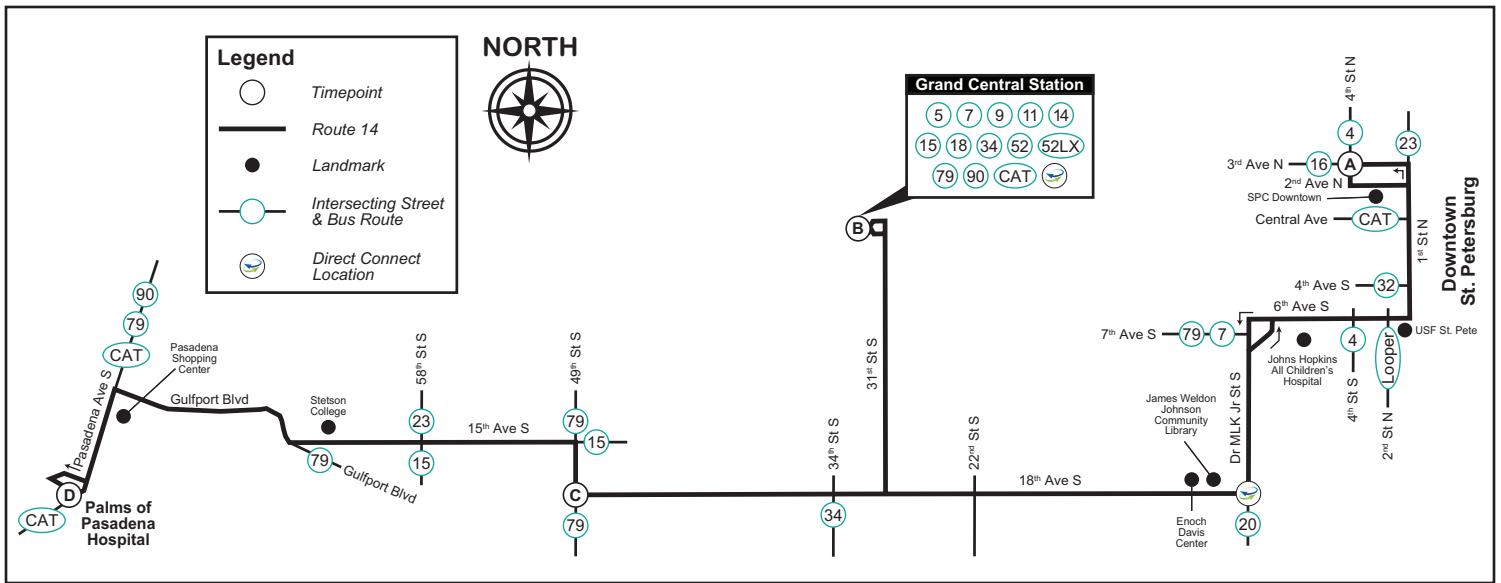 Legend
Timepoint
Route 14
Landmark
Intersecting Street
& Bus Route
Direct Connect
Location
NORTH
Grand Central Station
5 7 9 11 14
15 18 34 52 52LX
79 90 CAT
B
31st St S
4th St N
4
23
3rd Ave N
16
A
2nd Ave N
SPC Downtown
Central Ave
CAT
1st St N
Downtown
St. Petersburg
4th Ave S
32
6th Ave S
USF St. Pete
7th Ave S
79
7
Johns Hopkins
All Children's
Hospital
4
4th St S
Looper
2nd St N
Dr MLK Jr St S
James Weldon
Johnson
Community
Library
Enoch
Davis
Center
20
18th Ave S
22nd St S
34th St S
34
49th St S
79
15
C
79
15th Ave S
58th St S
23
15
Stetson
College
79
Gulfport Blvd
Gulfport Blvd
90
79
CAT
Pasadena
Shopping
Center
Pasadena Ave S
D
Palms of
Pasadena
Hospital
CAT